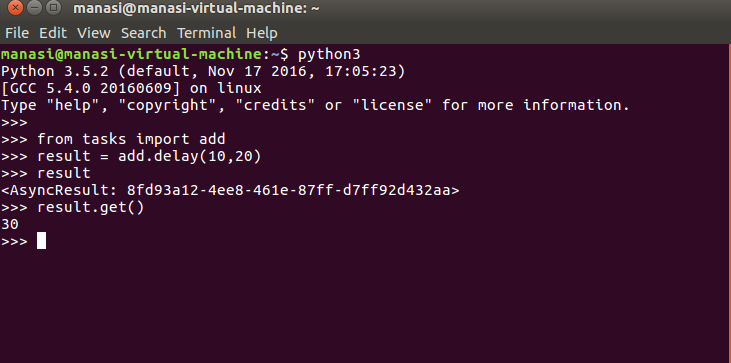 manasi@manasi-virtual-machine: ~
File Edit View Search Terminal Help
manasi@manasi-virtual-machine:~$ python3
Python 3.5.2 (default, Nov 17 2016, 17:05:23)
[GCC 5.4.0 20160609] on linux
Type "help", "copyright", "credits" or "license" for more information.
>>>
>>> from tasks import add
>>> result = add.delay(10,20)
>>> result
<AsyncResult: 8fd93a12-4ee8-461e-87ff-d7ff92d432aa>
>>> result.get()
30
>>>